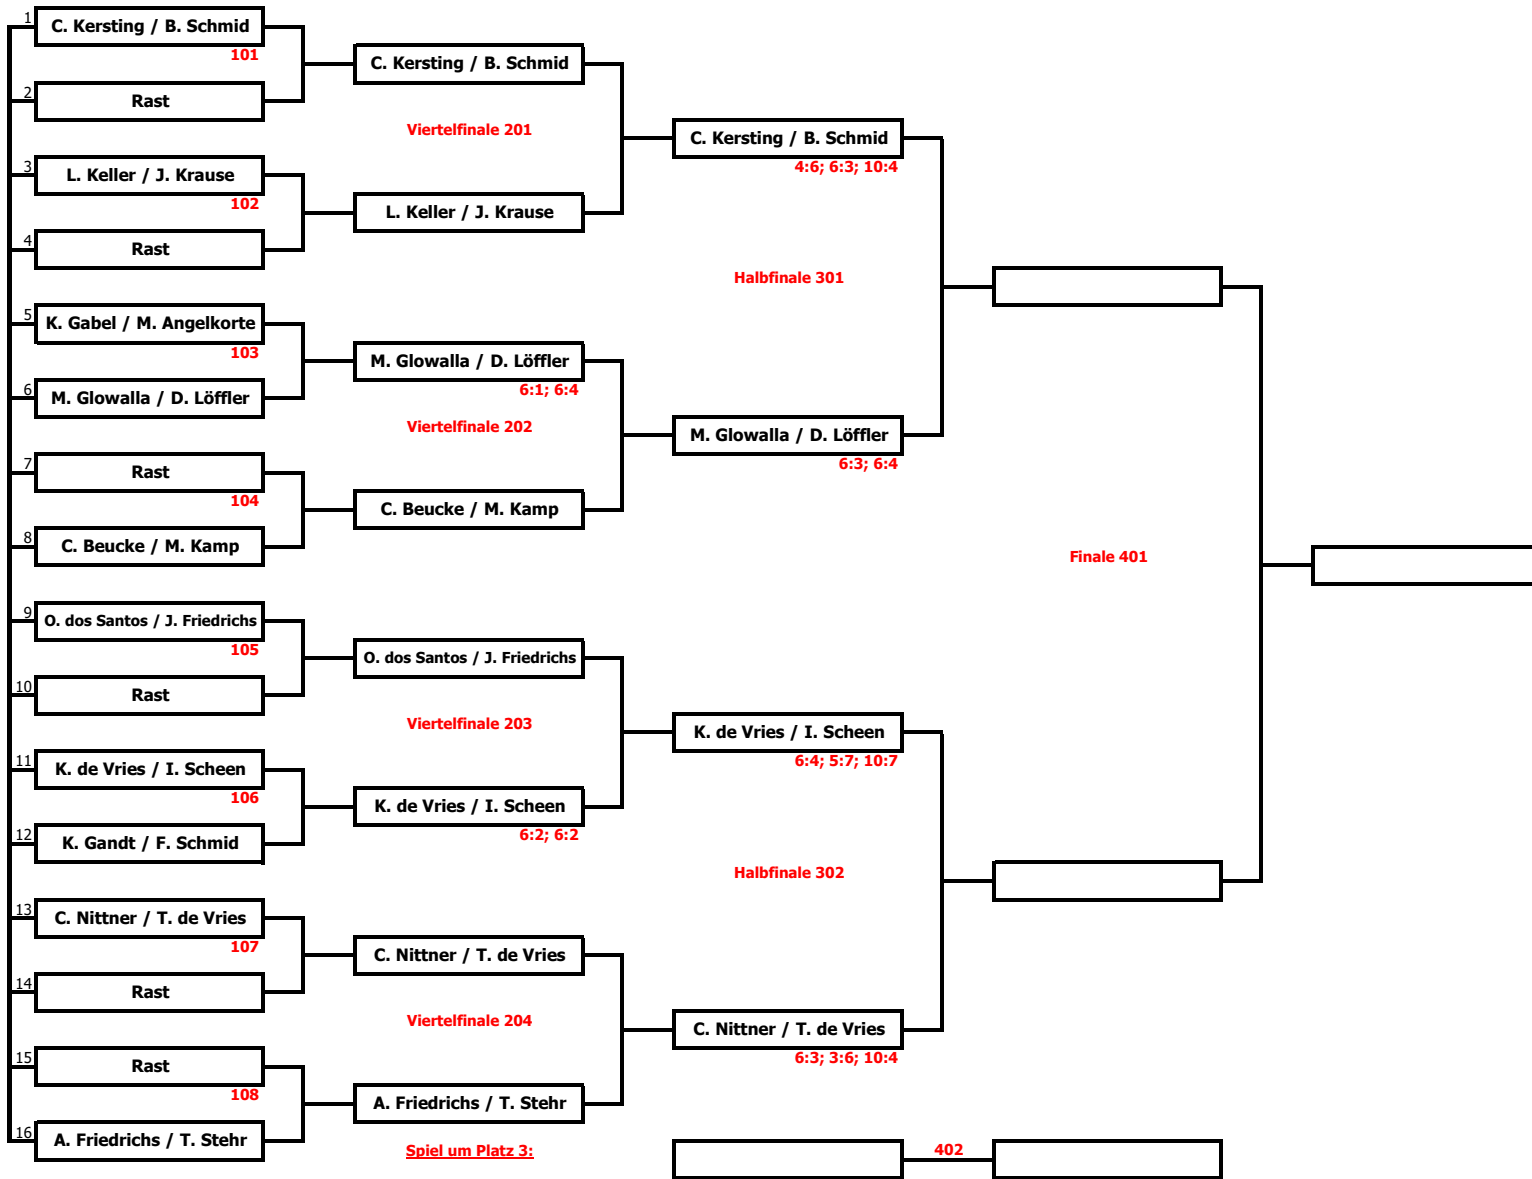 1
C. Kersting / B. Schmid
101
2
Rast
3
L. Keller / J. Krause
102
4
Rast
5
K. Gabel / M. Angelkorte
103
6
M. Glowalla / D. Löffler
7
Rast
104
8
C. Beucke / M. Kamp
9
O. dos Santos / J. Friedrichs
105
10
Rast
11
K. de Vries / I. Scheen
106
12
K. Gandt / F. Schmid
13
C. Nittner / T. de Vries
107
14
Rast
15
Rast
108
16
A. Friedrichs / T. Stehr
C. Kersting / B. Schmid
Viertelfinale 201
L. Keller / J. Krause
M. Glowalla / D. Löffler
6:1; 6:4
Viertelfinale 202
C. Beucke / M. Kamp
O. dos Santos / J. Friedrichs
Viertelfinale 203
K. de Vries / I. Scheen
6:2; 6:2
C. Nittner / T. de Vries
Viertelfinale 204
A. Friedrichs / T. Stehr
C. Kersting / B. Schmid
4:6; 6:3; 10:4
Halbfinale 301
M. Glowalla / D. Löffler
6:3; 6:4
K. de Vries / I. Scheen
6:4; 5:7; 10:7
Halbfinale 302
C. Nittner / T. de Vries
6:3; 3:6; 10:4
Finale 401
Spiel um Platz 3:
402